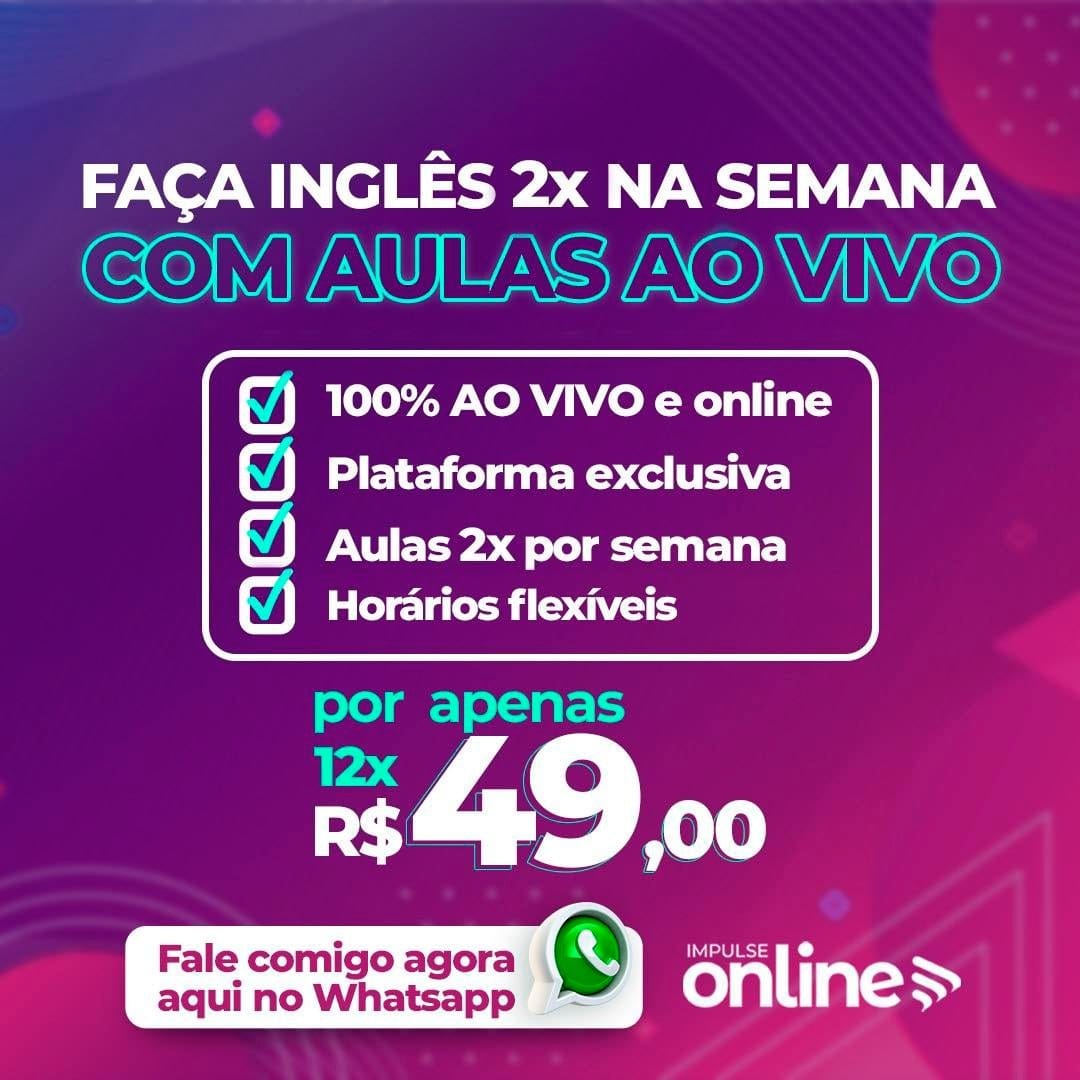 FAÇA INGLÊS 2x NA SEMANA
COM AULAS AO VIVO
100% AO VIVO e online
Plataforma exclusiva
Aulas 2x por semana
Horários flexíveis
por apenas
12x
R$49,00
Fale comigo agora
aqui no Whatsapp
IMPULSE
online